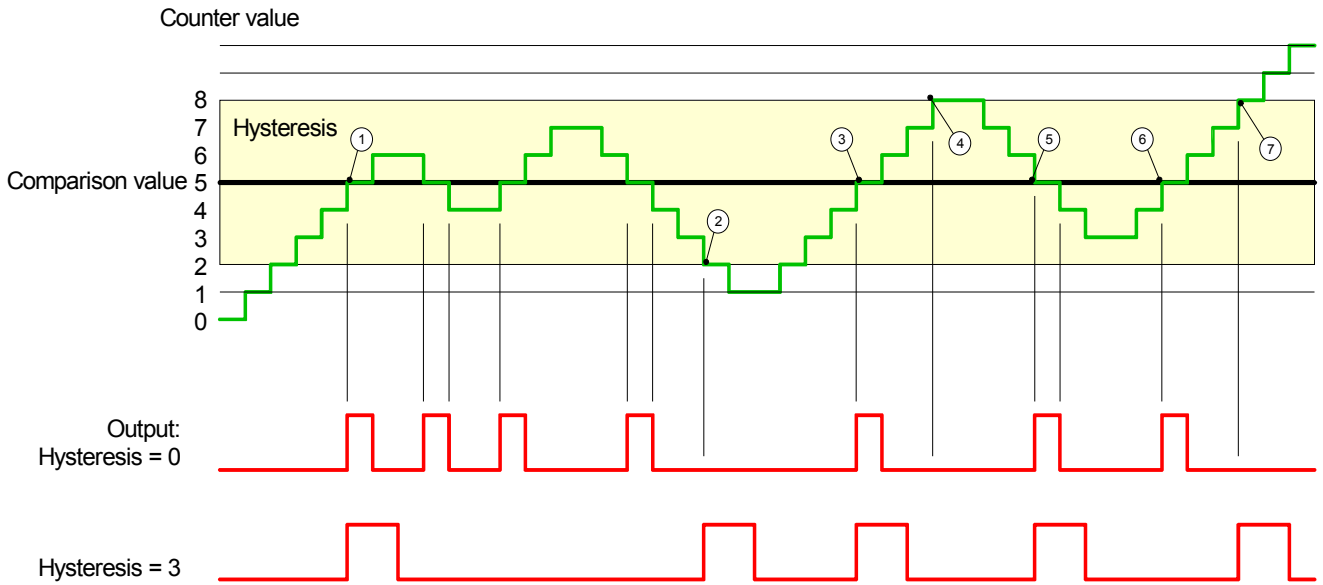 Counter value
8
7
Hysteresis
1
3
4
5
6
7
6
Comparison value 5
4
3
2
2
1
0
Output:
Hysteresis = 0
Hysteresis = 3